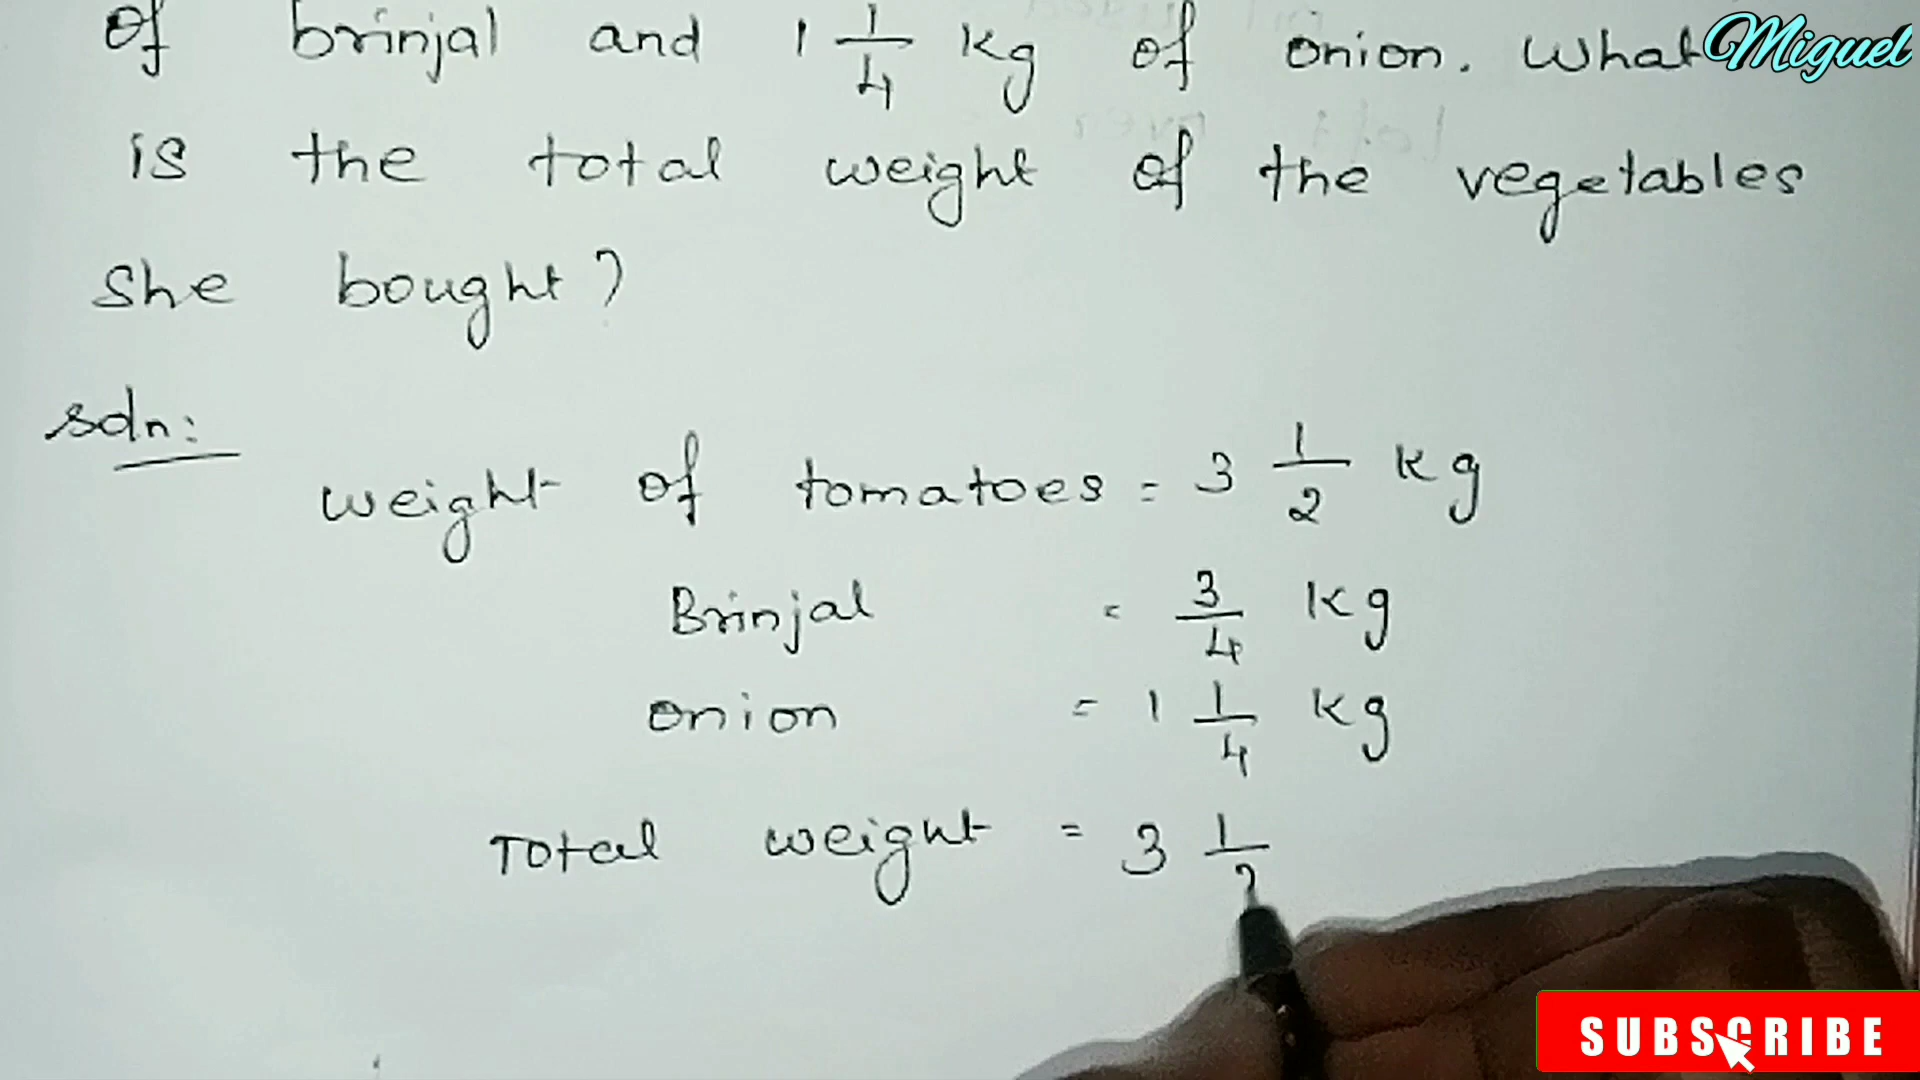 of brinjal and 1 1/4 kg of onion. What
Miguel
is the total weight of the vegetables
she bought?
Soln:
weight of tomatoes = 3 1/2 kg
Brinjal = 3/4 kg
onion = 1 1/4 kg
Total weight = 3 1/2
SUBSCRIBE